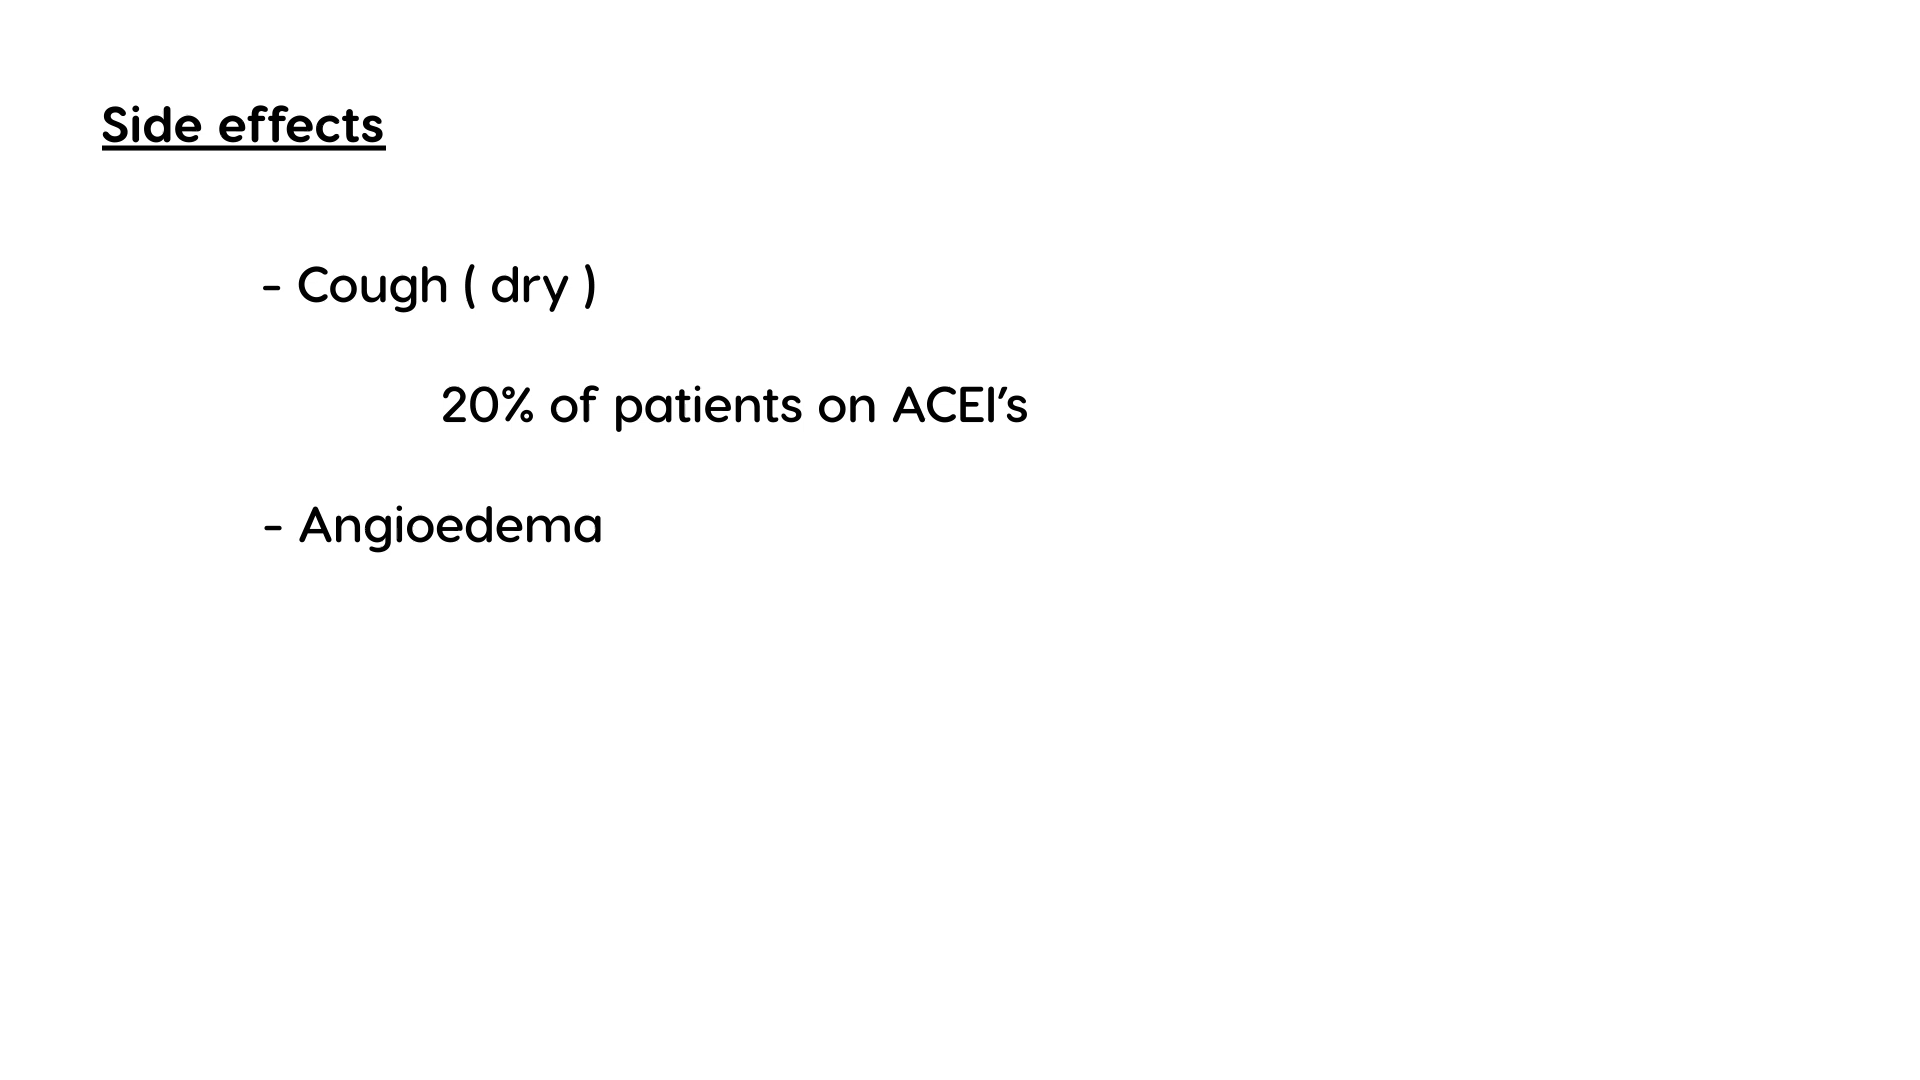 Side effects
- Cough ( dry )
20% of patients on ACEI’s
- Angioedema